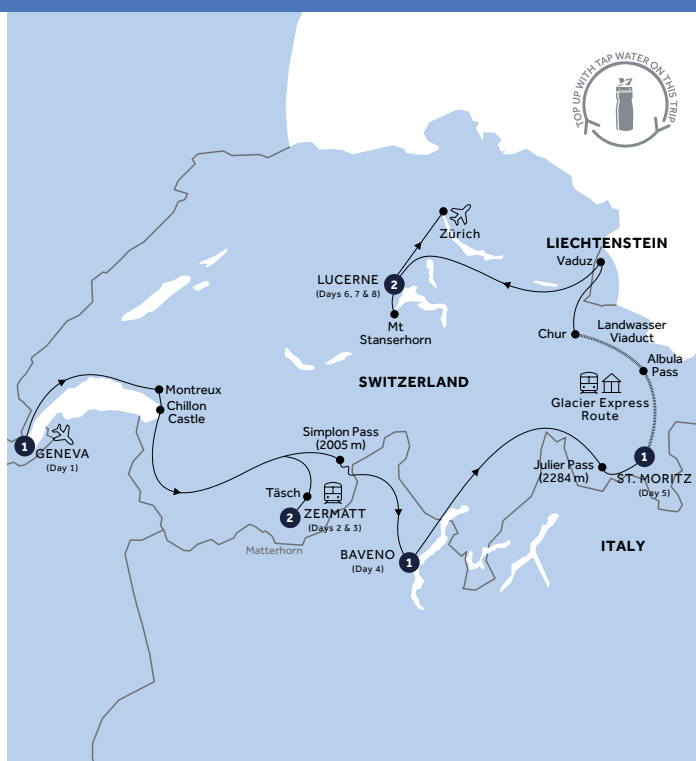 TOP UP WITH TAP WATER ON THIS TRIP
Zürich
LIECHTENSTEIN
Vaduz
LUCERNE
2
(Days 6, 7 & 8)
Mt
Stanserhorn
Chur
Landwasser
Viaduct
Albula
Pass
SWITZERLAND
Glacier Express
Route
Montreux
Chillon
Castle
1
GENEVA
(Day 1)
Simplon Pass
(2005 m)
Julier Pass
(2284 m)
1
ST. MORITZ
(Day 5)
Täsch
2
ZERMATT
(Days 2 & 3)
Matterhorn
BAVENO
1
(Day 4)
ITALY